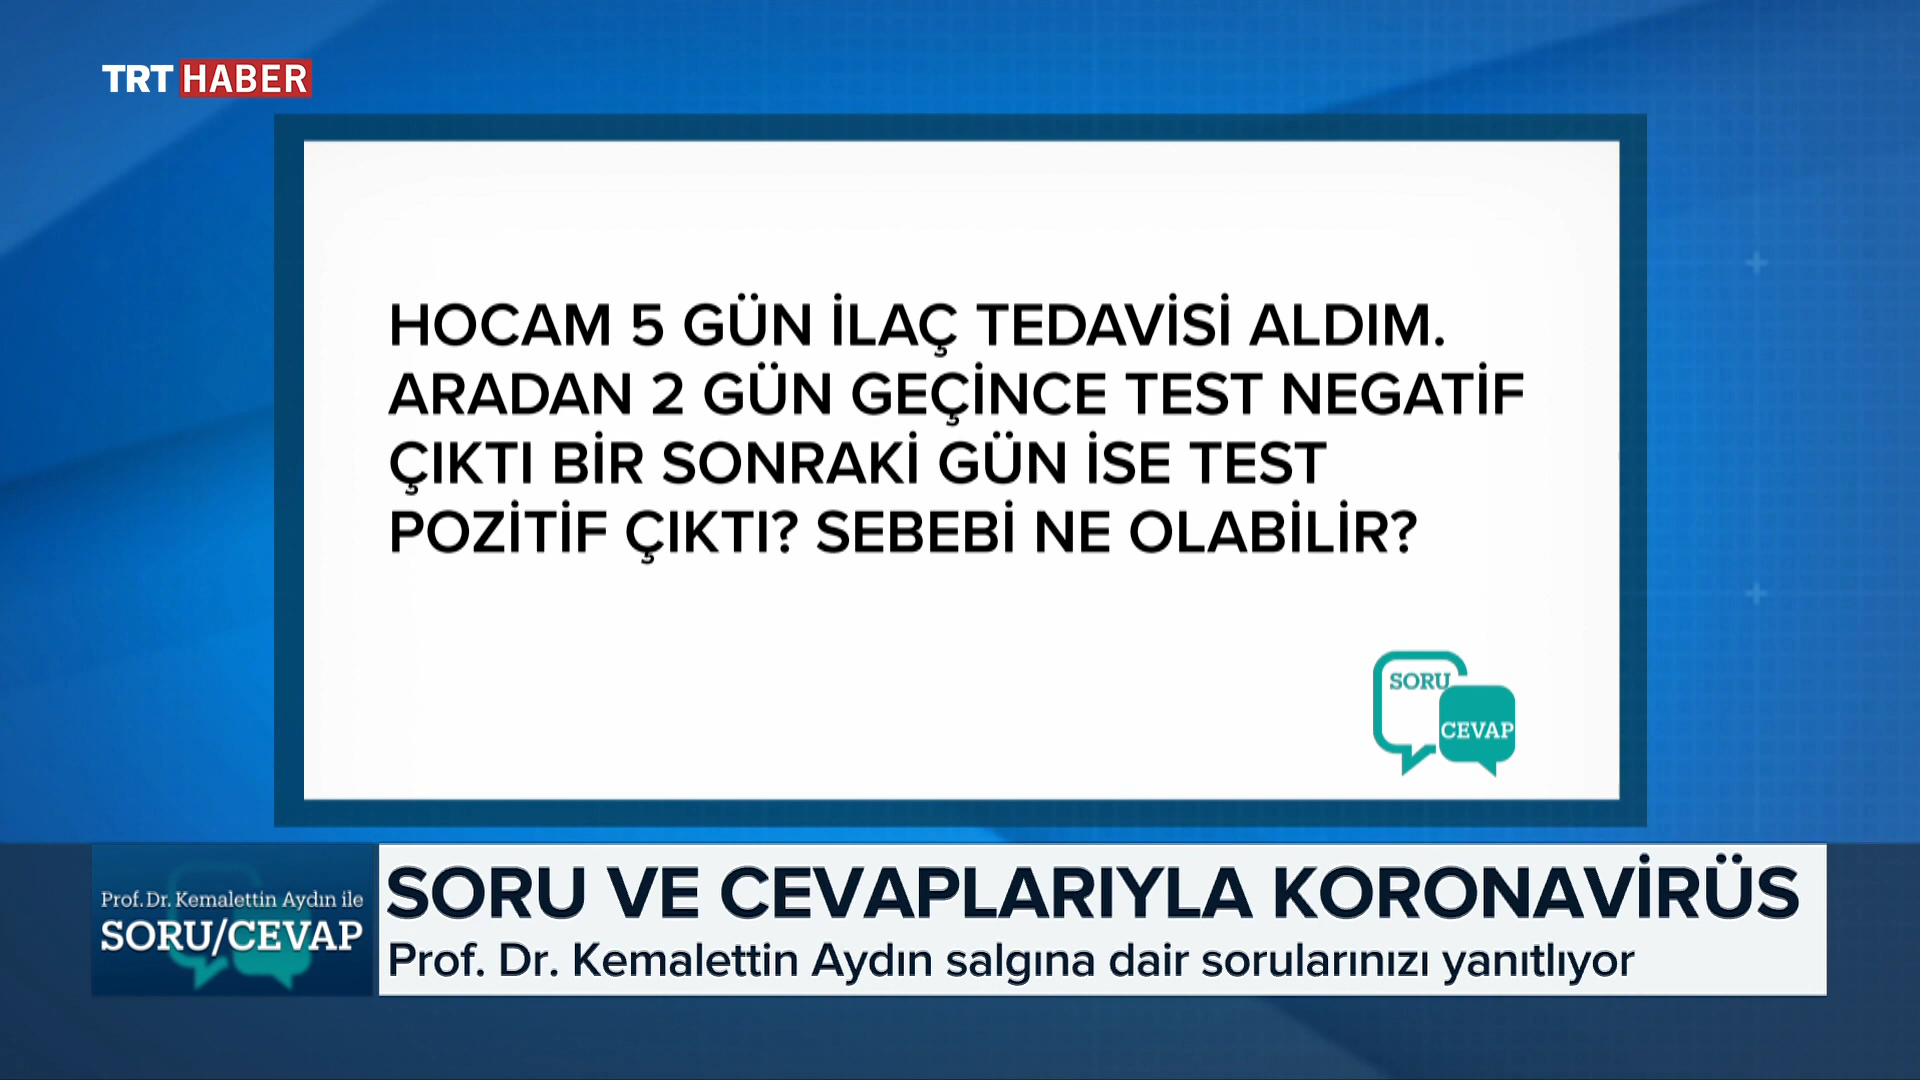 TRT HABER
HOCAM 5 GÜN İLAÇ TEDAVİSİ ALDIM.
ARADAN 2 GÜN GEÇİNCE TEST NEGATİF
ÇIKTI BİR SONRAKİ GÜN İSE TEST
POZİTİF ÇIKTI? SEBEBİ NE OLABİLİR?
SORU
CEVAP
Prof. Dr. Kemalettin Aydın ile
SORU/CEVAP
SORU VE CEVAPLARIYLA KORONAVİRÜS
Prof. Dr. Kemalettin Aydın salgına dair sorularınızı yanıtlıyor